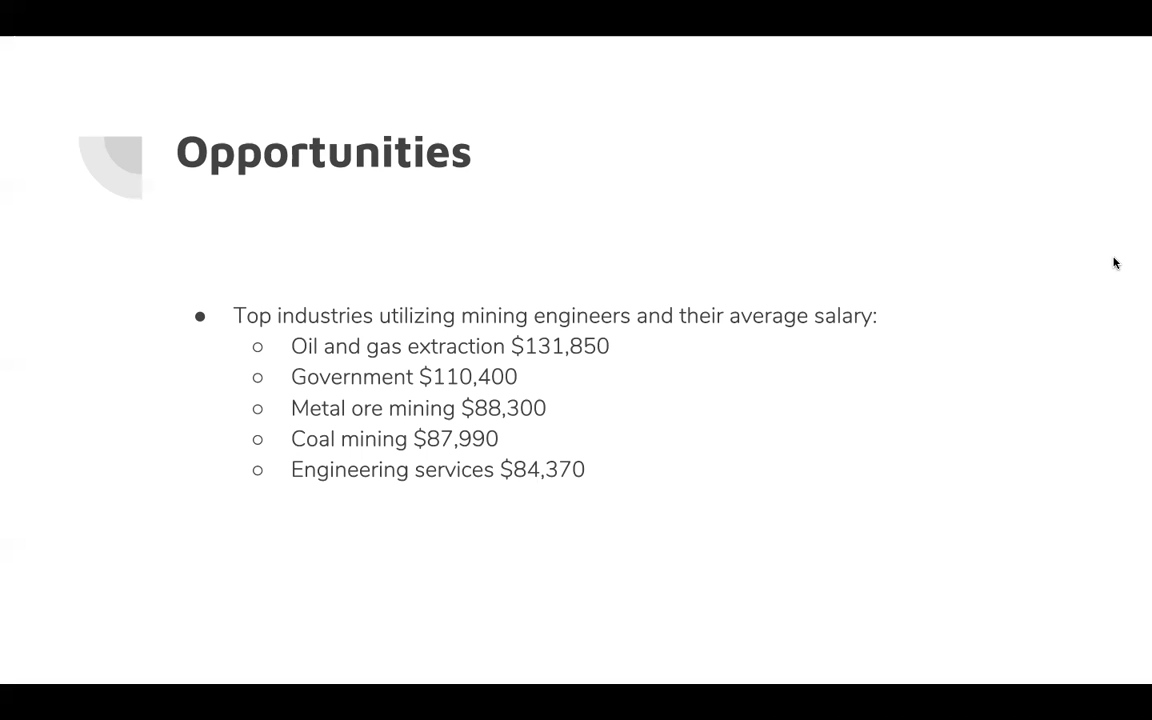 Opportunities
● Top industries utilizing mining engineers and their average salary:
○ Oil and gas extraction $131,850
○ Government $110,400
○ Metal ore mining $88,300
○ Coal mining $87,990
○ Engineering services $84,370